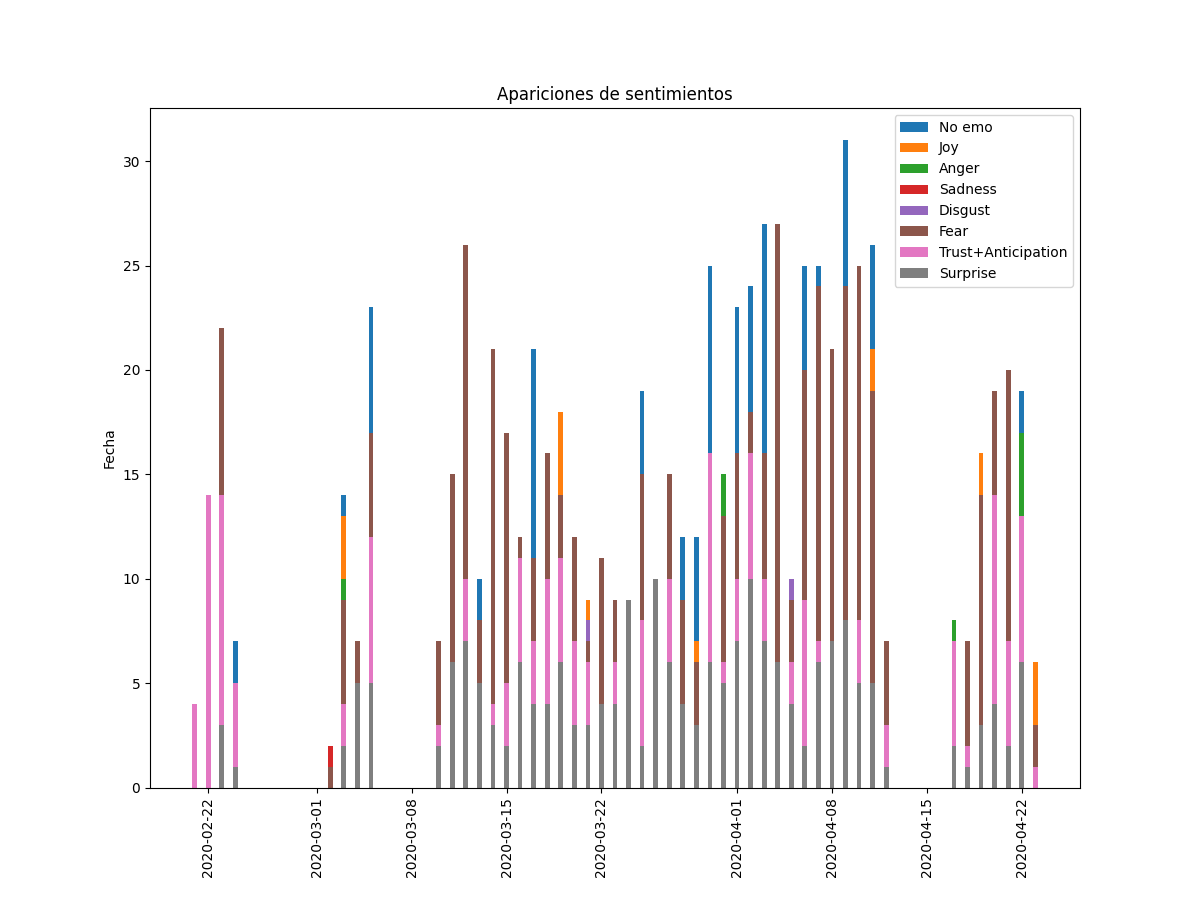 Apariciones de sentimientos
No emo
Joy
Anger
Sadness
Disgust
Fear
Trust+Anticipation
Surprise
Fecha
30
25
20
15
10
5
0
2020-02-22
2020-03-01
2020-03-08
2020-03-15
2020-03-22
2020-04-01
2020-04-08
2020-04-15
2020-04-22